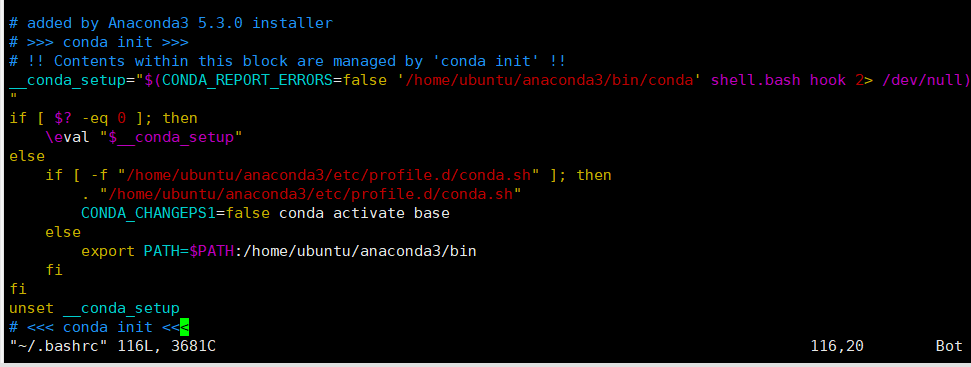 # added by Anaconda3 5.3.0 installer
# >>> conda init >>>
# !! Contents within this block are managed by 'conda init' !!
__conda_setup="$(CONDA_REPORT_ERRORS=false '/home/ubuntu/anaconda3/bin/conda' shell.bash hook 2> /dev/null)
"
if [ $? -eq 0 ]; then
    \eval "$__conda_setup"
else
    if [ -f "/home/ubuntu/anaconda3/etc/profile.d/conda.sh" ]; then
        . "/home/ubuntu/anaconda3/etc/profile.d/conda.sh"
        CONDA_CHANGEPS1=false conda activate base
    else
        export PATH=$PATH:/home/ubuntu/anaconda3/bin
    fi
fi
unset __conda_setup
# <<< conda init <<<
"~/.bashrc" 116L, 3681C 116,20 Bot